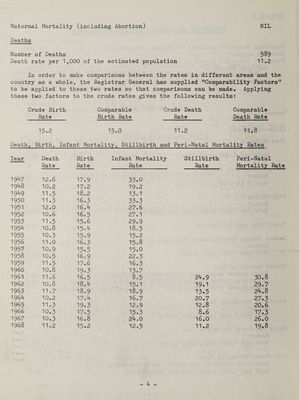 Maternal Mortality (including Abortion) NIL
Deaths
Number of Deaths 589
Death rate per 1,000 of the estimated population 11.2
In order to make comparisons between the rates in different areas and the
country as a whole, the Registrar General has supplied "Comparability Factors"
to be applied to these two rates so that comparisons can be made. Applying
these two factors to the crude rates gives the following results:
Crude Birth Comparable Crude Death Comparable
Rate Birth Rate Rate Death Rate
15.2 15.0 11.2 11.8
Death, Birth, Infant Mortality, Stillbirth and Peri-Natal Mortality Rates
Year Death Birth Infant Mortality Stillbirth Peri-Natal
Rate Rate Rate Rate Mortality Rate
1947 12.6 17.9 33.0
1948 10.2 17.2 19.2
1949 11.5 18.2 13.1
1950 11.3 16.3 33.3
1951 12.0 16.4 27.6
1952 10.6 16.5 27.1
1953 11.5 15.6 29.9
1954 10.8 15.4 18.5
1955 10.3 15.9 15.2
1956 11.0 16.3 15.8
1957 10.9 15.5 15.0
1958 10.5 16.9 22.3
1959 11.5 17.6 16.3
1960 10.8 19.3 13.7
1961 11.6 16.5 8.5 24.9 30.8
1962 10.8 18.4 15.1 19.1 29.7
1963 11.7 18.9 18.9 13.5 24.8
1964 10.2 17.4 16.7 20.7 27.3
1965 11.3 19.3 12.9 12.8 20.6
1966 10.3 17.5 15.3 8.6 17.3
1967 10.3 16.8 24.0 16.0 26.0
1968 11.2 15.2 12.5 11.2 19.8
- 4 -